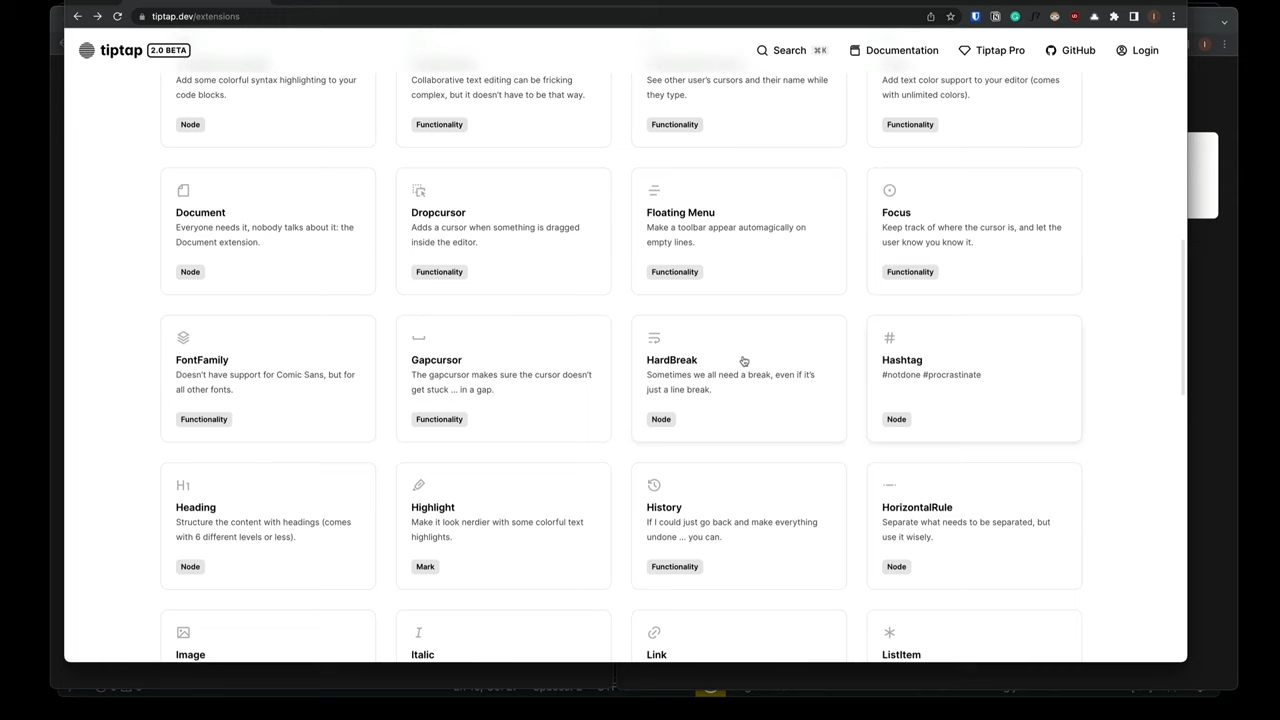 tiptap.dev/extensions
tiptap 2.0 BETA
Search ⌘K
Documentation
Tiptap Pro
GitHub
Login
Add some colorful syntax highlighting to your
code blocks.
Node
Collaborative text editing can be fricking
complex, but it doesn't have to be that way.
Functionality
See other user's cursors and their name while
they type.
Functionality
Add text color support to your editor (comes
with unlimited colors).
Functionality
Document
Everyone needs it, nobody talks about it: the
Document extension.
Node
Dropcursor
Adds a cursor when something is dragged
inside the editor.
Functionality
Floating Menu
Make a toolbar appear automagically on
empty lines.
Functionality
Focus
Keep track of where the cursor is, and let the
user know you know it.
Functionality
FontFamily
Doesn't have support for Comic Sans, but for
all other fonts.
Functionality
Gapcursor
The gapcursor makes sure the cursor doesn't
get stuck … in a gap.
Functionality
HardBreak
Sometimes we all need a break, even if it's
just a line break.
Node
Hashtag
#notdone #procrastinate
Node
H1
Heading
Structure the content with headings (comes
with 6 different levels or less).
Node
Highlight
Make it look nerdier with some colorful text
highlights.
Mark
History
If I could just go back and make everything
undone … you can.
Functionality
HorizontalRule
Separate what needs to be separated, but
use it wisely.
Node
Image
Italic
Link
ListItem